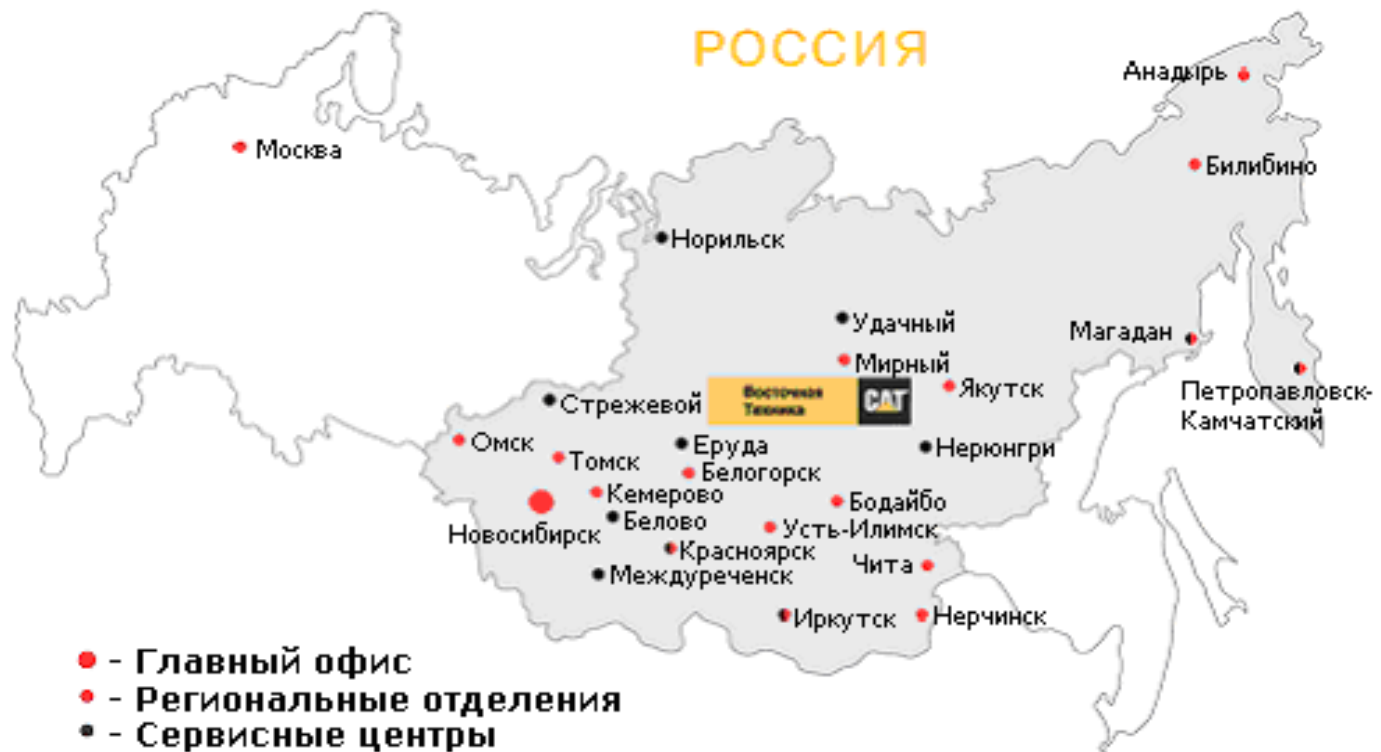 РОССИЯ
Анадырь
Москва
Билибино
Норильск
Удачный
Магадан
Мирный
Якутск
Петропавловск-
Камчатский
Восточная
Техника
CAT
Стрежевой
Омск
Еруда
Нерюнгри
Томск
Белогорск
Кемерово
Бодайбо
Белово
Усть-Илимск
Новосибирск
Красноярск
Чита
Междуреченск
Иркутск
Нерчинск
- Главный офис
- Региональные отделения
- Сервисные центры